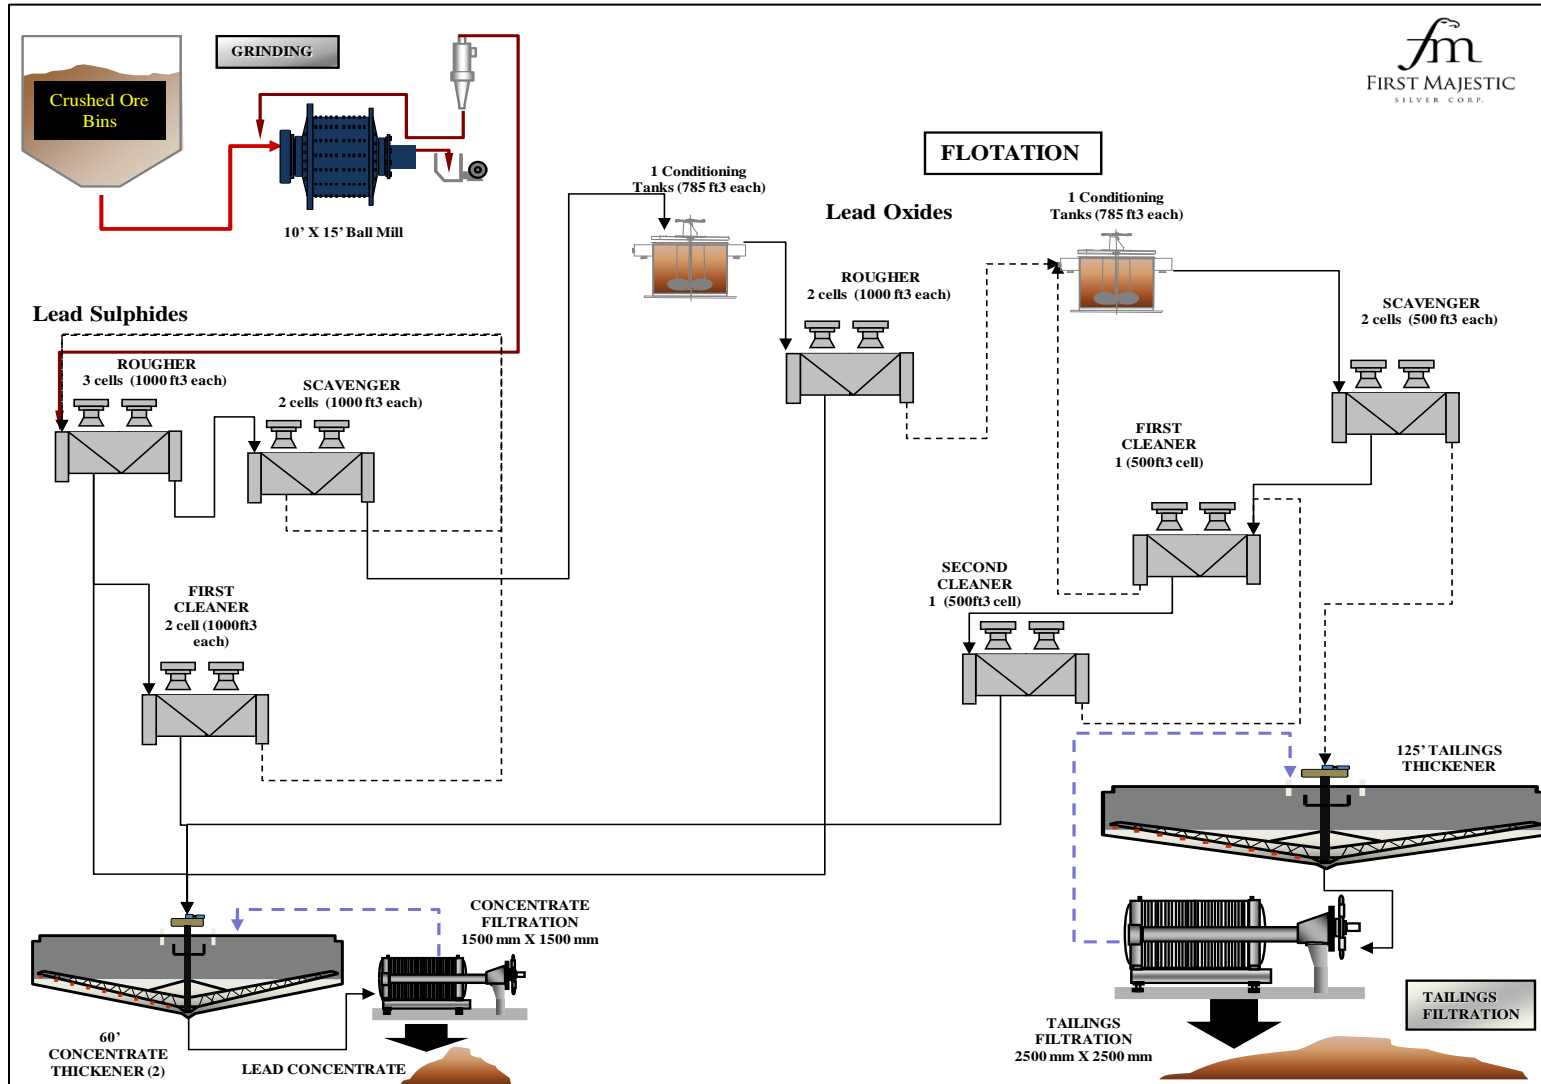 GRINDING
Crushed Ore
Bins
10’ X 15’ Ball Mill
fm
FIRST MAJESTIC
SILVER CORP.
FLOTATION
1 Conditioning
Tanks (785 ft3 each)
Lead Oxides
1 Conditioning
Tanks (785 ft3 each)
ROUGHER
2 cells (1000 ft3 each)
SCAVENGER
2 cells (500 ft3 each)
Lead Sulphides
ROUGHER
3 cells (1000 ft3 each)
SCAVENGER
2 cells (1000 ft3 each)
FIRST
CLEANER
1 (500ft3 cell)
SECOND
CLEANER
1 (500ft3 cell)
FIRST
CLEANER
2 cell (1000ft3
each)
125’ TAILINGS
THICKENER
CONCENTRATE
FILTRATION
1500 mm X 1500 mm
60’
CONCENTRATE
THICKENER (2)
LEAD CONCENTRATE
TAILINGS
FILTRATION
2500 mm X 2500 mm
TAILINGS
FILTRATION